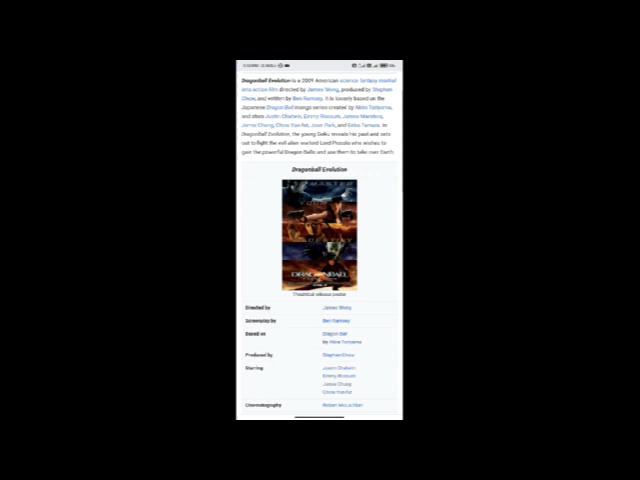 Dragonball Evolution is a 2009 American science fantasy martial
arts action film directed by James Wong, produced by Stephen
Chow, and written by Ben Ramsey. It is loosely based on the
Japanese Dragon Ball manga series created by Akira Toriyama,
and stars Justin Chatwin, Emmy Rossum, James Marsters,
Jamie Chung, Chow Yun-fat, Joon Park, and Eriko Tamura. In
Dragonball Evolution, the young Goku reveals his past and sets
out to fight the evil alien warlord Lord Piccolo who wishes to
gain the powerful Dragon Balls and use them to take over Earth.
Dragonball Evolution
DRAGONBALL
Theatrical release poster
Directed by James Wong
Screenplay by Ben Ramsey
Based on Dragon Ball
by Akira Toriyama
Produced by Stephen Chow
Starring Justin Chatwin
Emmy Rossum
James Chung
Chow Yun-fat
Cinematography Robert McLachlan